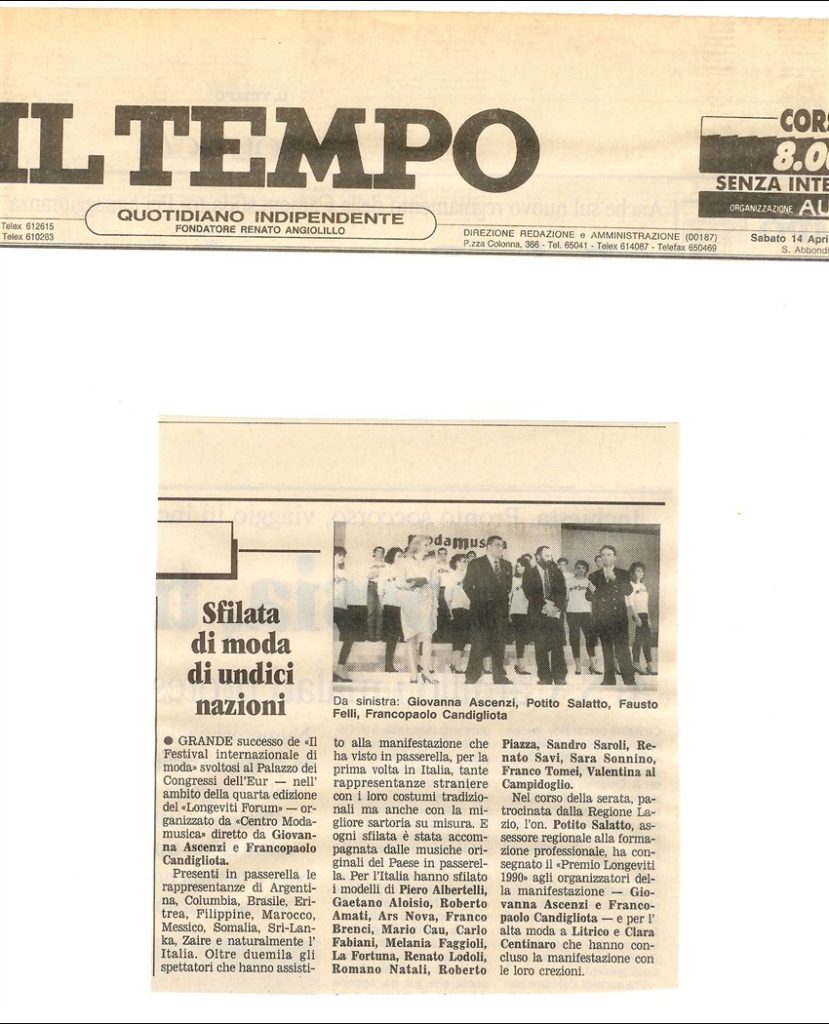 IL TEMPO
QUOTIDIANO INDIPENDENTE
FONDATORE RENATO ANGIOLILLO
Telex 612615
Telex 610263
DIREZIONE REDAZIONE e AMMINISTRAZIONE (00187)
P.zza Colonna, 366 - Tel. 65041 - Telex 614087 - Telefax 650469
8.0
SENZA INTE
ORGANIZZAZIONE AU
Sabato 14 Apri
S. Abbondi
Sfilata
di moda
di undici
nazioni
Da sinistra: Giovanna Ascenzi, Potito Salatto, Fausto
Felli, Francopaolo Candigliota
● GRANDE successo de «Il
Festival internazionale di
moda» svoltosi al Palazzo dei
Congressi dell'Eur — nell'
ambito della quarta edizione
del «Longeviti Forum» — or-
ganizzato da «Centro Moda-
musica» diretto da Giovan-
na Ascenzi e Francopaolo
Candigliota.
Presenti in passerella le
rappresentanze di Argenti-
na, Columbia, Brasile, Eri-
trea, Filippine, Marocco,
Messico, Somalia, Sri-Lan-
ka, Zaire e naturalmente l'
Italia. Oltre duemila gli
spettatori che hanno assisti-
to alla manifestazione che
ha visto in passerella, per la
prima volta in Italia, tante
rappresentanze straniere
con i loro costumi tradizio-
nali ma anche con la mi-
gliore sartoria su misura. E
ogni sfilata è stata accom-
pagnata dalle musiche ori-
ginali del Paese in passerel-
la. Per l'Italia hanno sfilato
i modelli di Piero Albertelli,
Gaetano Aloisio, Roberto
Amati, Ars Nova, Franco
Brenci, Mario Cau, Carlo
Fabiani, Melania Faggioli,
La Fortuna, Renato Lodoli,
Romano Natali, Roberto
Piazza, Sandro Saroli, Re-
nato Savi, Sara Sonnino,
Franco Tomei, Valentina al
Campidoglio.
Nel corso della serata, pa-
trocinata dalla Regione La-
zio, l'on. Potito Salatto, as-
sessore regionale alla forma-
zione professionale, ha con-
segnato il «Premio Longeviti
1990» agli organizzatori del-
la manifestazione — Gio-
vanna Ascenzi e Franco-
paolo Candigliota — e per l'
alta moda a Litrico e Clara
Centinaro che hanno con-
cluso la manifestazione con
le loro crezioni.